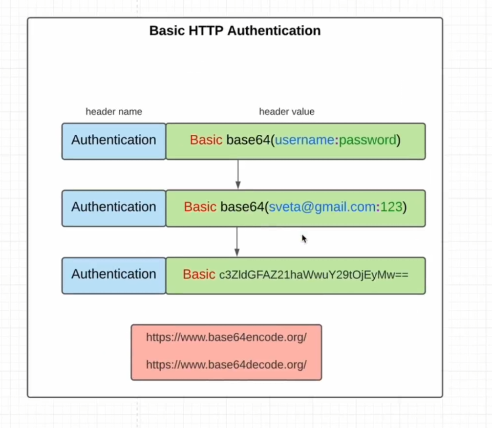 Basic HTTP Authentication
header name header value
Authentication Basic base64(username:password)
Authentication Basic base64(sveta@gmail.com:123)
Authentication Basic c3ZldGFAZ21haWwuY29tOjEyMw==
https://www.base64encode.org/
https://www.base64decode.org/